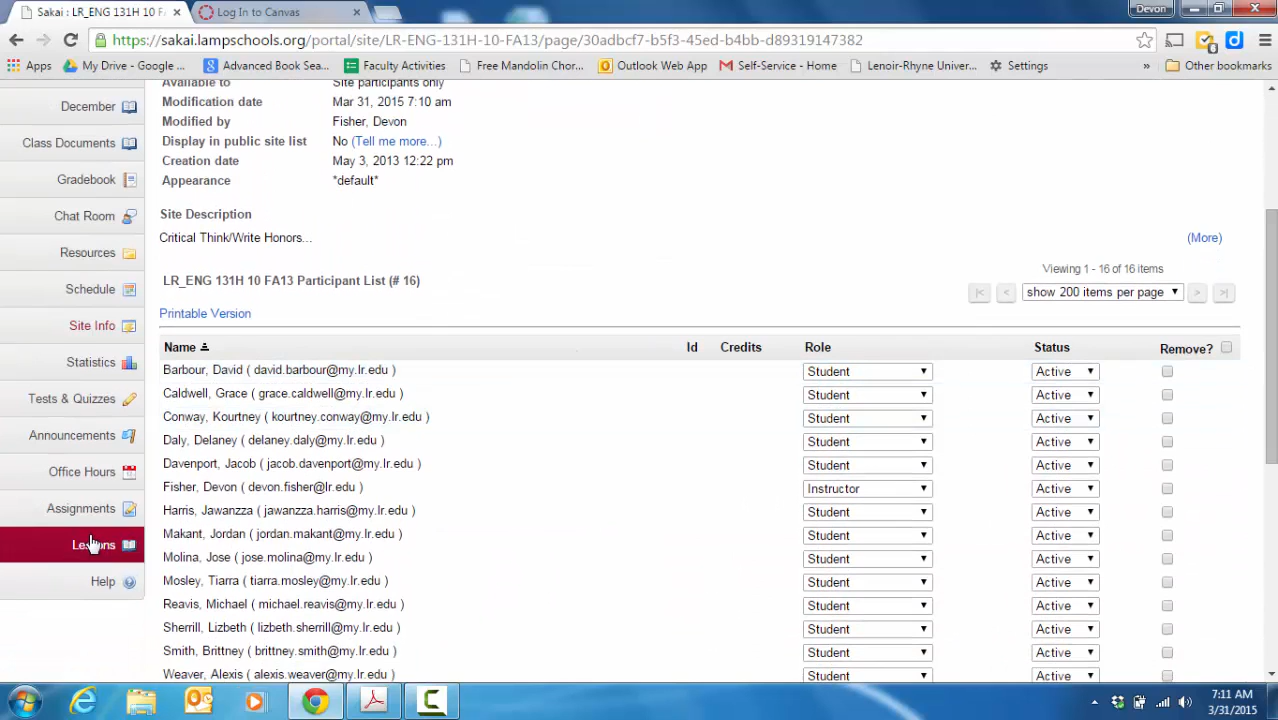 Sakai : LR_ENG 131H 10 F
Log In to Canvas
Devon
https://sakai.lampschools.org/portal/site/LR-ENG-131H-10-FA13/page/30adbcf7-b5f3-45ed-b4bb-d89319147382
Apps
My Drive - Google ...
Advanced Book Sea...
Faculty Activities
Free Mandolin Chor...
Outlook Web App
Self-Service - Home
Lenoir-Rhyne Univer...
Settings
»
Other bookmarks
December
Class Documents
Gradebook
Chat Room
Resources
Schedule
Site Info
Statistics
Tests & Quizzes
Announcements
Office Hours
Assignments
Lessons
Help
Available to Site participants only
Modification date Mar 31, 2015 7:10 am
Modified by Fisher, Devon
Display in public site list No (Tell me more...)
Creation date May 3, 2013 12:22 pm
Appearance *default*
Site Description
Critical Think/Write Honors...
(More)
LR_ENG 131H 10 FA13 Participant List (# 16)
Viewing 1 - 16 of 16 items
|< < show 200 items per page > >|
Printable Version
Name Id Credits Role Status Remove?
Barbour, David ( david.barbour@my.lr.edu ) Student Active
Caldwell, Grace ( grace.caldwell@my.lr.edu ) Student Active
Conway, Kourtney ( kourtney.conway@my.lr.edu ) Student Active
Daly, Delaney ( delaney.daly@my.lr.edu ) Student Active
Davenport, Jacob ( jacob.davenport@my.lr.edu ) Student Active
Fisher, Devon ( devon.fisher@lr.edu ) Instructor Active
Harris, Jawanzza ( jawanzza.harris@my.lr.edu ) Student Active
Makant, Jordan ( jordan.makant@my.lr.edu ) Student Active
Molina, Jose ( jose.molina@my.lr.edu ) Student Active
Mosley, Tiarra ( tiarra.mosley@my.lr.edu ) Student Active
Reavis, Michael ( michael.reavis@my.lr.edu ) Student Active
Sherrill, Lizbeth ( lizbeth.sherrill@my.lr.edu ) Student Active
Smith, Brittney ( brittney.smith@my.lr.edu ) Student Active
Weaver, Alexis ( alexis.weaver@my.lr.edu ) Student Active
7:11 AM
3/31/2015